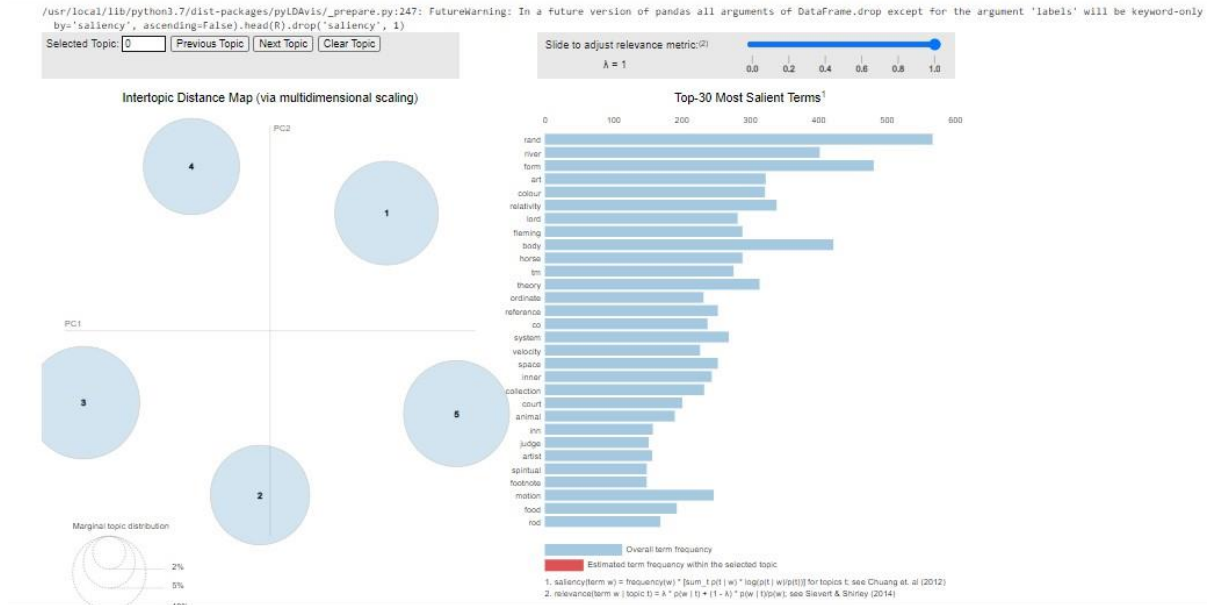 /usr/local/lib/python3.7/dist-packages/pyLDAvis/_prepare.py:247: FutureWarning: In a future version of pandas all arguments of DataFrame.drop except for the argument 'labels' will be keyword-only
by='saliency', ascending=False).head(R).drop('saliency', 1)
Selected Topic: 0 Previous Topic Next Topic Clear Topic
Slide to adjust relevance metric:(2)
λ = 1
0.0 0.2 0.4 0.6 0.8 1.0
Intertopic Distance Map (via multidimensional scaling)
PC2
4
1
PC1
3
5
2
Marginal topic distribution
2%
5%
Top-30 Most Salient Terms1
0 100 200 300 400 500 600
rand
river
form
art
colour
relativity
lord
fleming
body
horse
tm
theory
ordinate
reference
co
system
velocity
space
inner
collection
court
animal
inn
judge
artist
spiritual
footnote
motion
food
rod
Overall term frequency
Estimated term frequency within the selected topic
1. saliency(term w) = frequency(w) * [sum_t p(t | w) * log(p(t | w)/p(t))] for topics t; see Chuang et. al (2012)
2. relevance(term w | topic t) = λ * p(w | t) + (1 - λ) * p(w | t)/p(w); see Sievert & Shirley (2014)